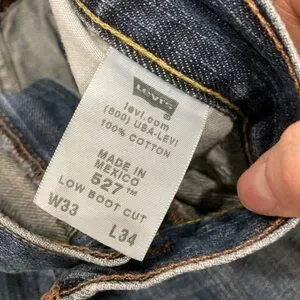 LEVI'S
levi.com
(800) USA-LEVI
100% COTTON
MADE IN
MEXICO
527™
LOW BOOT CUT
W33 L34